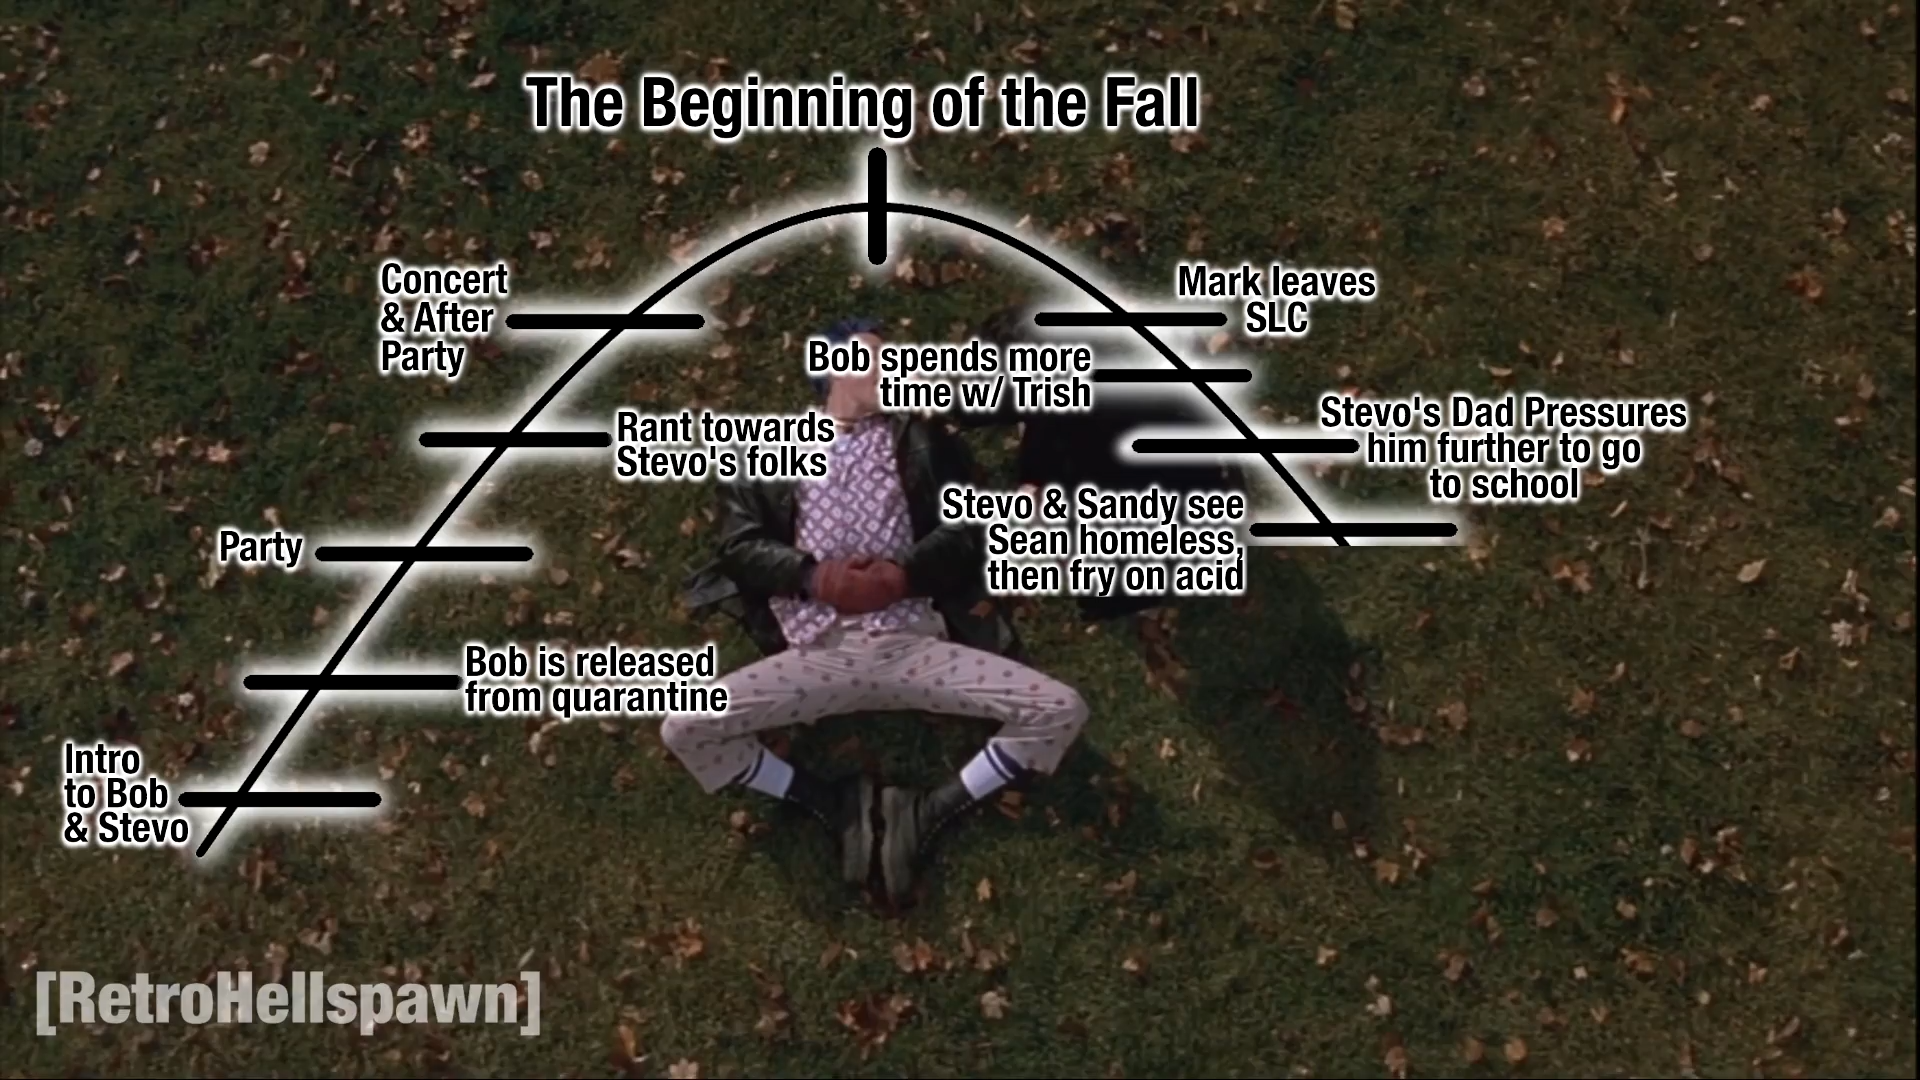 The Beginning of the Fall
Concert
& After
Party
Mark leaves
SLC
Bob spends more
time w/ Trish
Rant towards
Stevo's folks
Stevo's Dad Pressures
him further to go
to school
Stevo & Sandy see
Sean homeless,
then fry on acid
Party
Bob is released
from quarantine
Intro
to Bob
& Stevo
[RetroHellspawn]